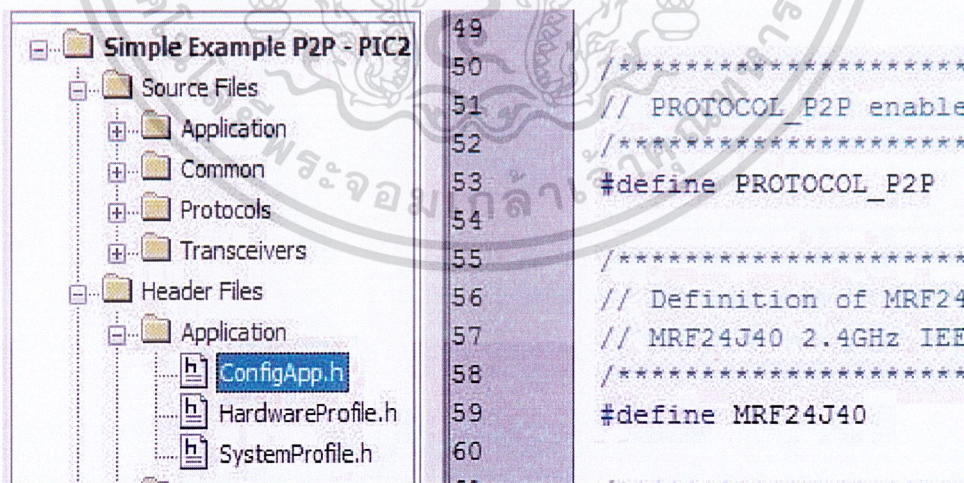 Simple Example P2P - PIC2
Source Files
Application
Common
Protocols
Transceivers
Header Files
Application
ConfigApp.h
HardwareProfile.h
SystemProfile.h
49
50 /*********************
51 // PROTOCOL_P2P enable
52 /*********************
53 #define PROTOCOL_P2P
54
55 /*********************
56 // Definition of MRF24
57 // MRF24J40 2.4GHz IEE
58 /*********************
59 #define MRF24J40
60